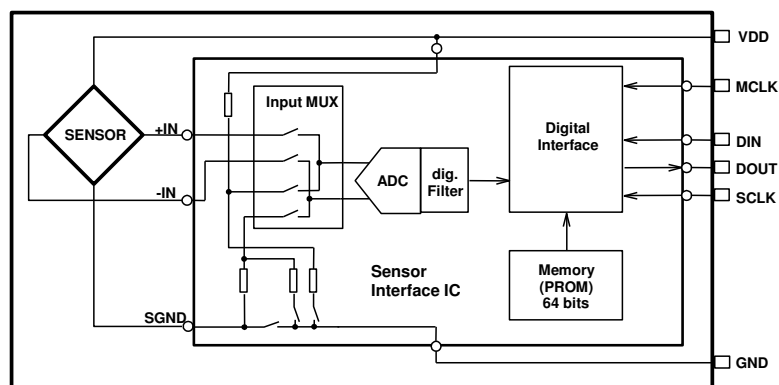 VDD
MCLK
Input MUX
+IN
SENSOR
Digital
Interface
DIN
DOUT
ADC
dig.
Filter
-IN
SCLK
Sensor
Interface IC
Memory
(PROM)
64 bits
SGND
GND